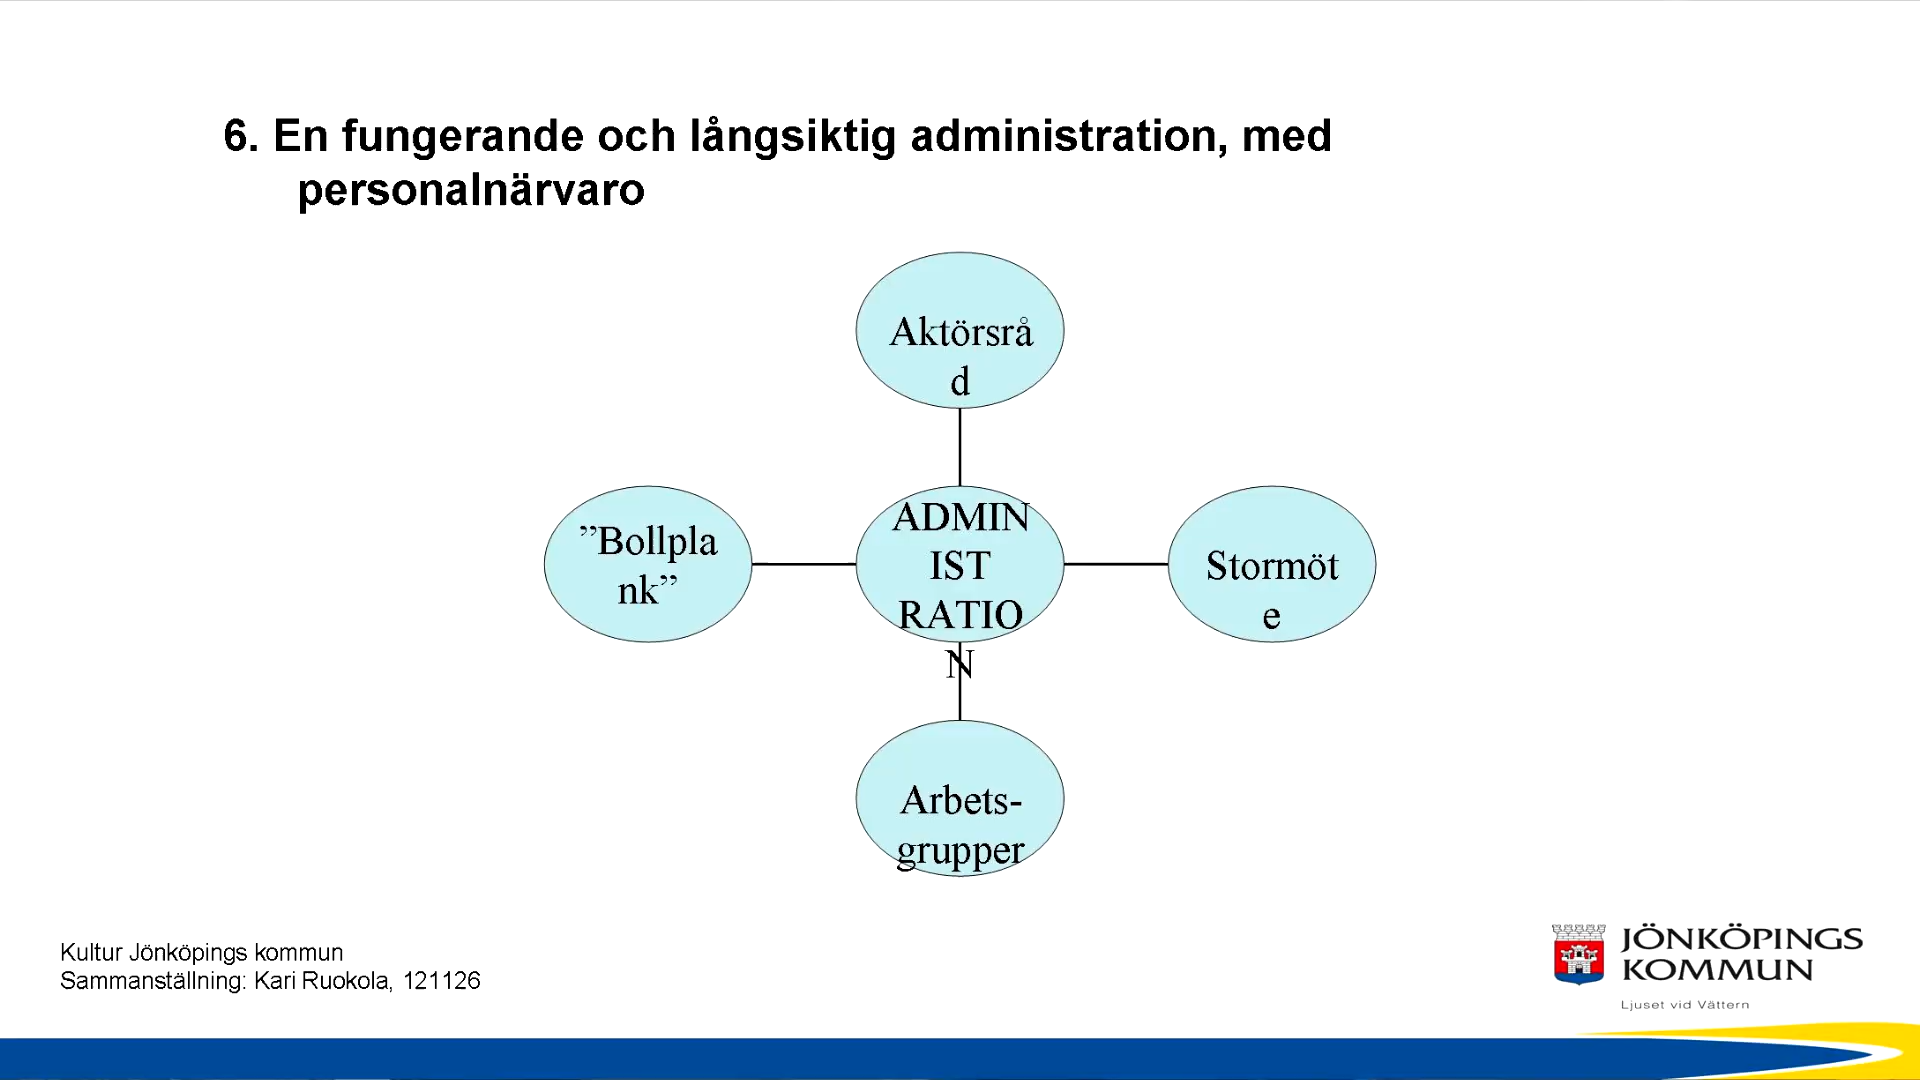 6. En fungerande och långsiktig administration, med
personalnärvaro
Aktörsrå
d
”Bollpla
nk”
ADMIN
IST
RATIO
N
Stormöt
e
Arbets-
grupper
Kultur Jönköpings kommun
Sammanställning: Kari Ruokola, 121126
JÖNKÖPINGS
KOMMUN
Ljuset vid Vättern